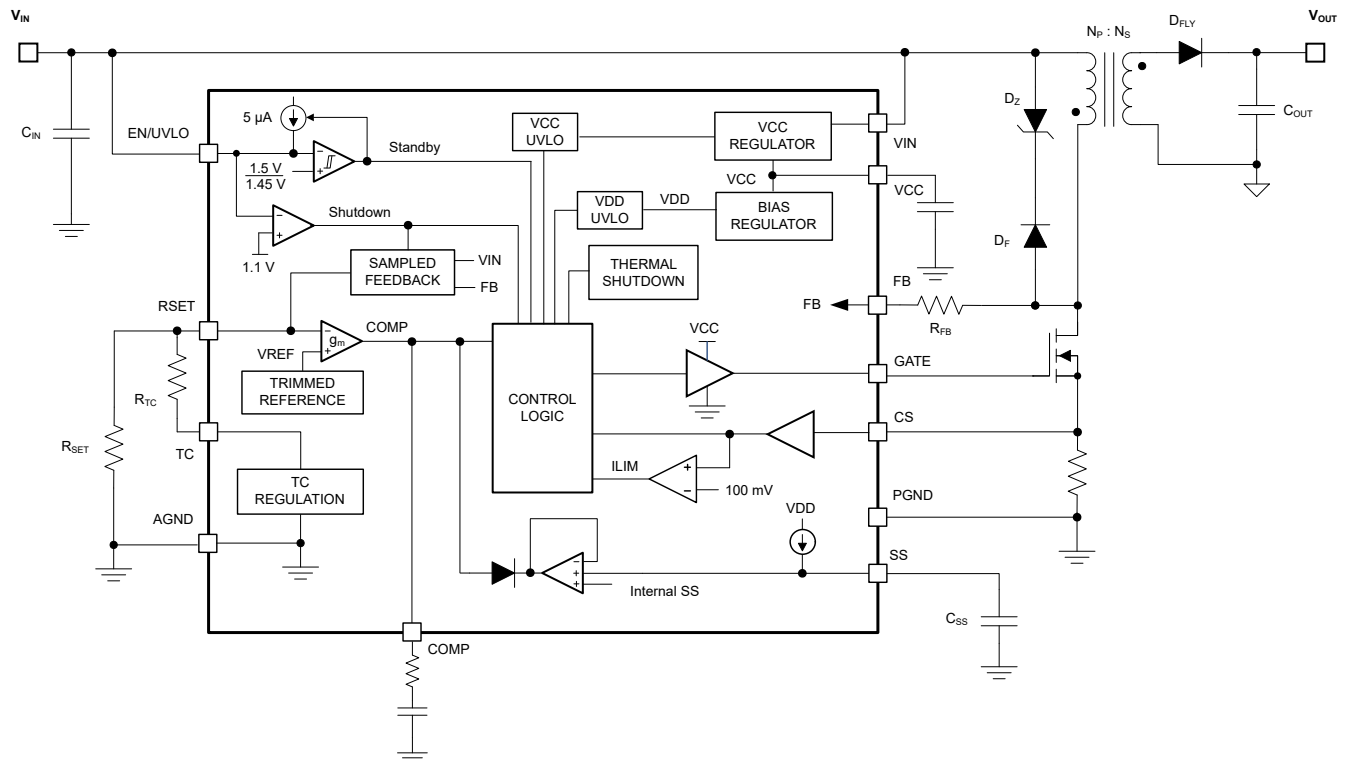 VIN
VOUT
NP : NS
DFLY
CIN
EN/UVLO
5 µA
1.5 V
1.45 V
Standby
VCC
UVLO
VCC
REGULATOR
VIN
DZ
COUT
Shutdown
1.1 V
VDD
UVLO
VDD
VCC
BIAS
REGULATOR
VCC
SAMPLED
FEEDBACK
VIN
FB
THERMAL
SHUTDOWN
DF
FB
FB
RFB
RSET
gm
COMP
VREF
TRIMMED
REFERENCE
VCC
GATE
RTC
CONTROL
LOGIC
CS
RSET
TC
TC
REGULATION
ILIM
100 mV
PGND
AGND
VDD
SS
Internal SS
CSS
COMP